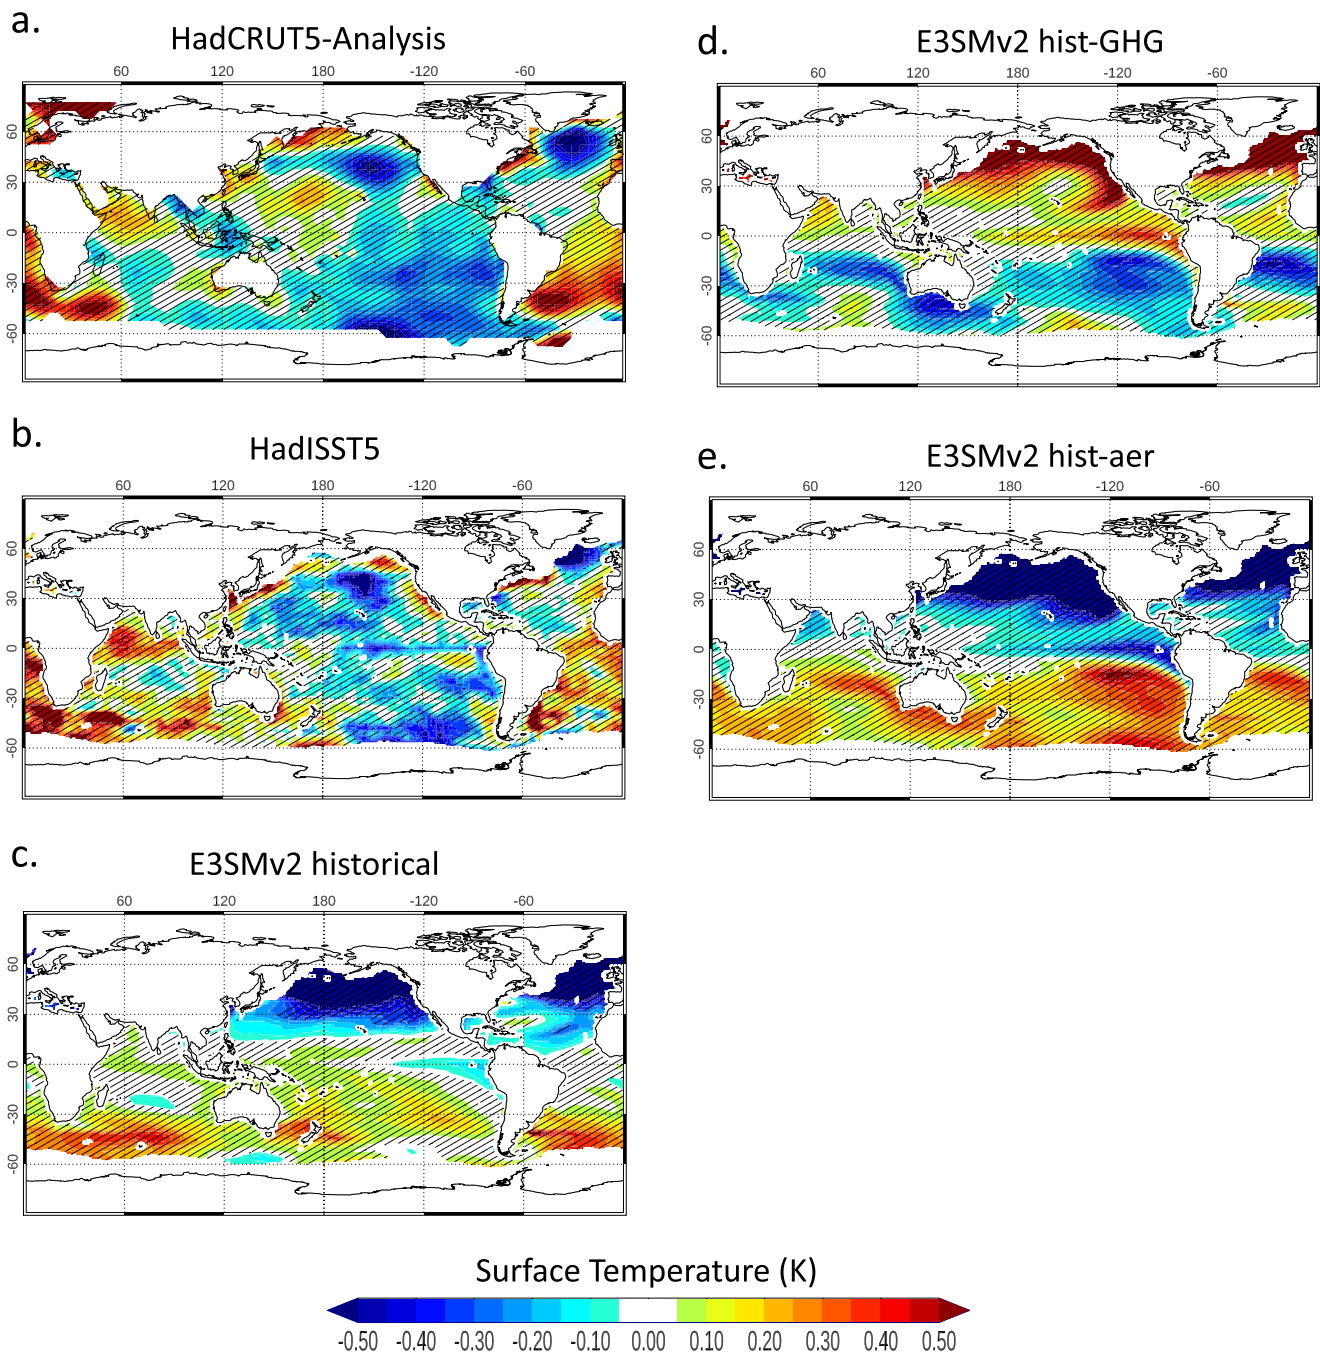 a.
HadCRUT5-Analysis
60 120 180 -120 -60
60
30
0
-30
-60
b.
HadISST5
60 120 180 -120 -60
60
30
0
-30
-60
c.
E3SMv2 historical
60 120 180 -120 -60
60
30
0
-30
-60
d.
E3SMv2 hist-GHG
60 120 180 -120 -60
60
30
0
-30
-60
e.
E3SMv2 hist-aer
60 120 180 -120 -60
60
30
0
-30
-60
Surface Temperature (K)
-0.50 -0.40 -0.30 -0.20 -0.10 0.00 0.10 0.20 0.30 0.40 0.50